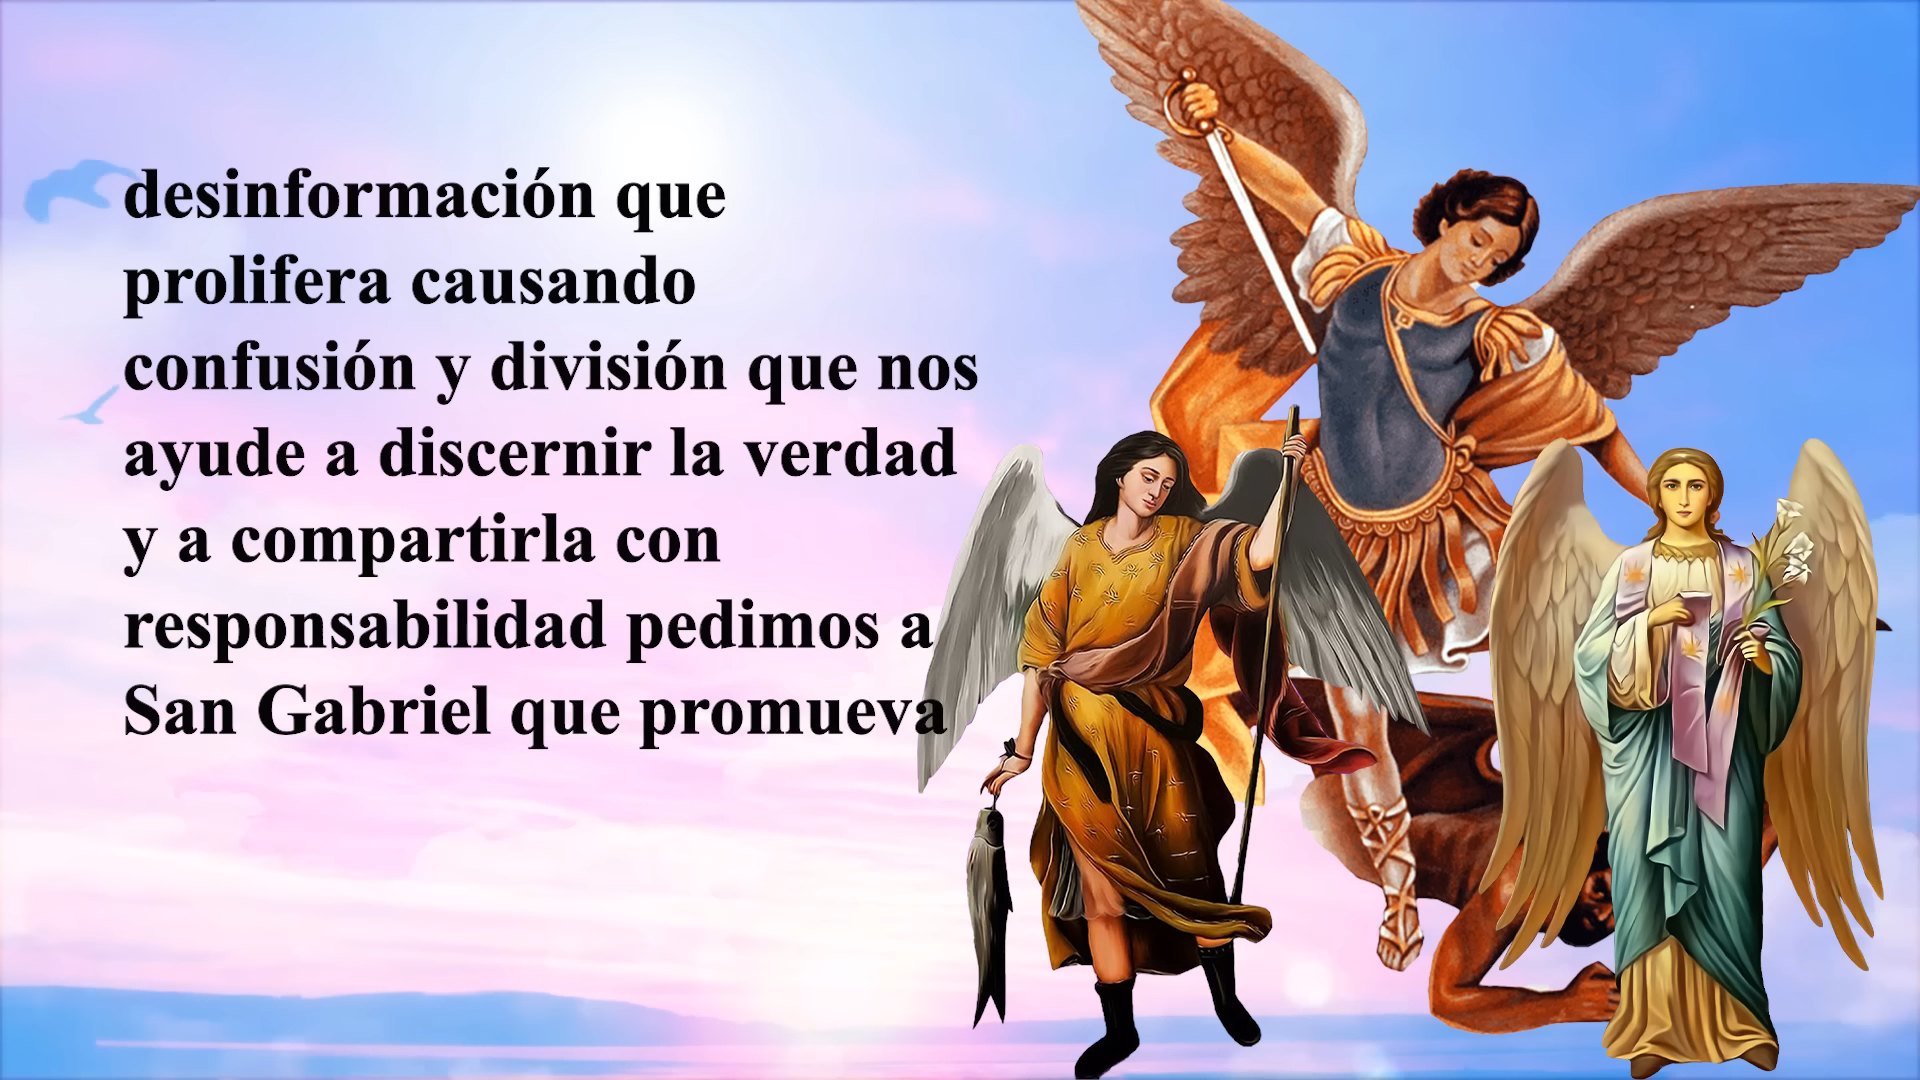 desinformación que
prolifera causando
confusión y división que nos
ayude a discernir la verdad
y a compartirla con
responsabilidad pedimos a
San Gabriel que promueva